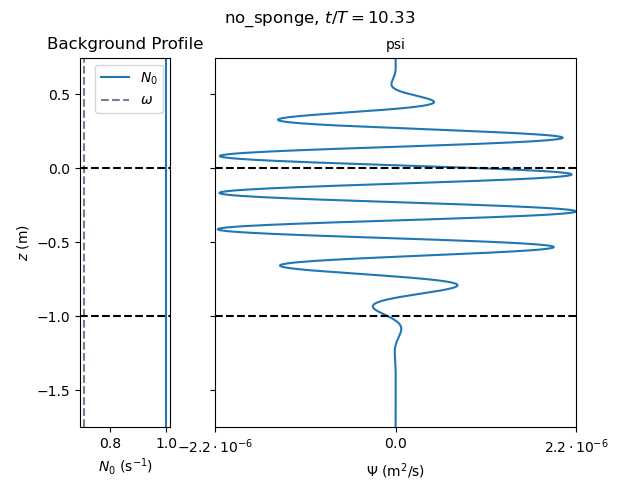 no_sponge, t/T = 10.33
Background Profile
psi
N₀
ω
z (m)
0.5
0.0
−0.5
−1.0
−1.5
0.8 1.0
N₀ (s⁻¹)
−2.2 · 10⁻⁶ 0.0 2.2 · 10⁻⁶
Ψ (m²/s)